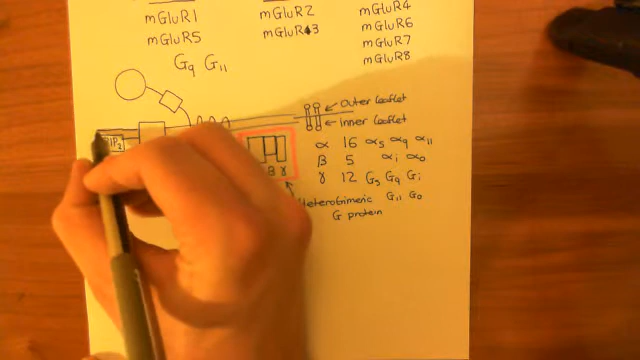 mGluR1 mGluR2 mGluR4
mGluR5 mGluR3 mGluR6
mGluR7
mGluR8
Gq G11
outer leaflet
inner leaflet
PIP2
α 16 αs αq α11
β 5 αi αo
γ 12 Gs Gq Gi
G11 Go
β γ
Heterotrimeric
G protein